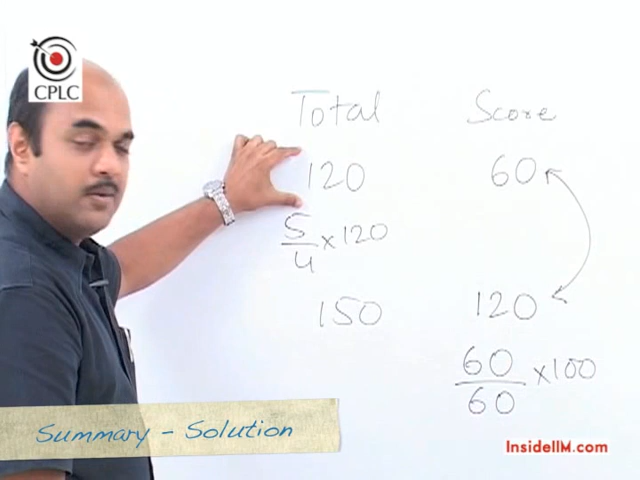 CPLC
Total Score
120 60
5/4 x 120
150 120
60/60 x 100
Summary - Solution
InsideIIM.com